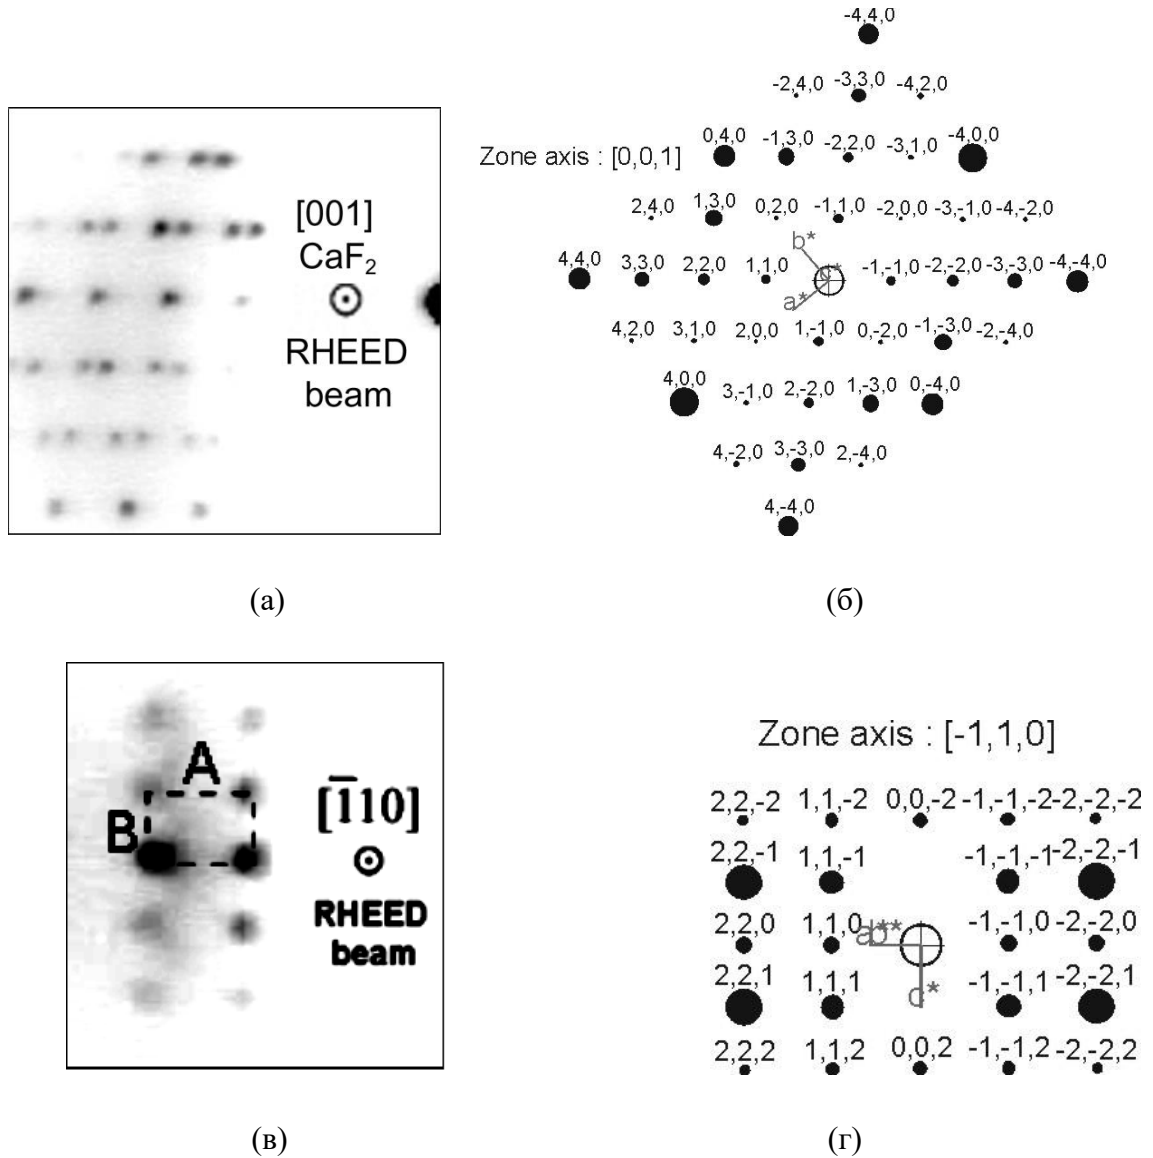 [001]
CaF2
RHEED
beam
(а)
Zone axis : [0,0,1]
-4,4,0
-2,4,0 -3,3,0 -4,2,0
0,4,0 -1,3,0 -2,2,0 -3,1,0 -4,0,0
2,4,0 1,3,0 0,2,0 -1,1,0 -2,0,0 -3,-1,0 -4,-2,0
b*
4,4,0 3,3,0 2,2,0 1,1,0 c* -1,-1,0 -2,-2,0 -3,-3,0 -4,-4,0
a*
4,2,0 3,1,0 2,0,0 1,-1,0 0,-2,0 -1,-3,0 -2,-4,0
4,0,0 3,-1,0 2,-2,0 1,-3,0 0,-4,0
4,-2,0 3,-3,0 2,-4,0
4,-4,0
(б)
A
B
[1̄10]
RHEED
beam
(в)
Zone axis : [-1,1,0]
2,2,-2 1,1,-2 0,0,-2 -1,-1,-2 -2,-2,-2
2,2,-1 1,1,-1 -1,-1,-1 -2,-2,-1
2,2,0 1,1,0 ab** -1,-1,0 -2,-2,0
2,2,1 1,1,1 c* -1,-1,1 -2,-2,1
2,2,2 1,1,2 0,0,2 -1,-1,2 -2,-2,2
(г)